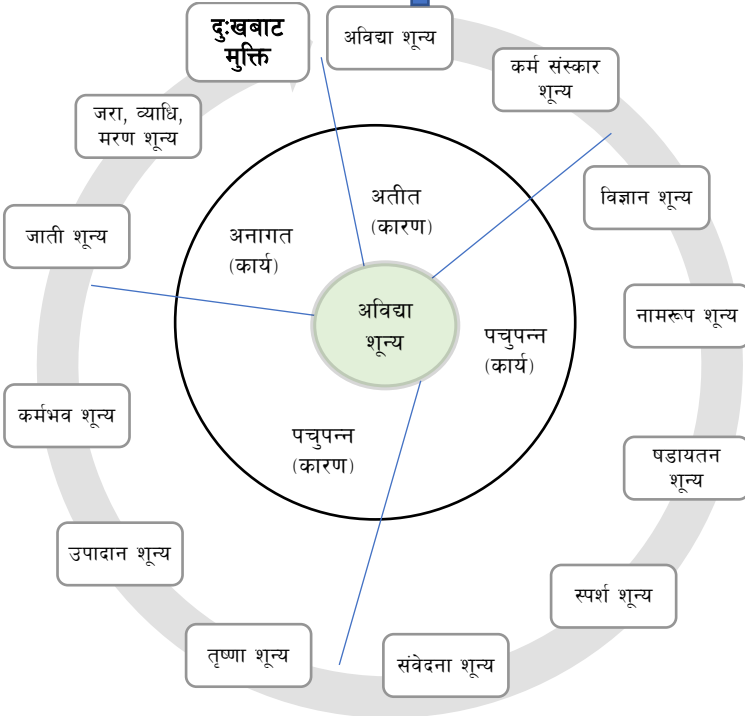 दुःखबाट
मुक्ति
अविद्या शून्य
कर्म संस्कार
शून्य
विज्ञान शून्य
नामरूप शून्य
षडायतन
शून्य
स्पर्श शून्य
संवेदना शून्य
तृष्णा शून्य
उपादान शून्य
कर्मभव शून्य
जाती शून्य
जरा, व्याधि,
मरण शून्य
अतीत
(कारण)
पचुपन्न
(कार्य)
पचुपन्न
(कारण)
अनागत
(कार्य)
अविद्या
शून्य